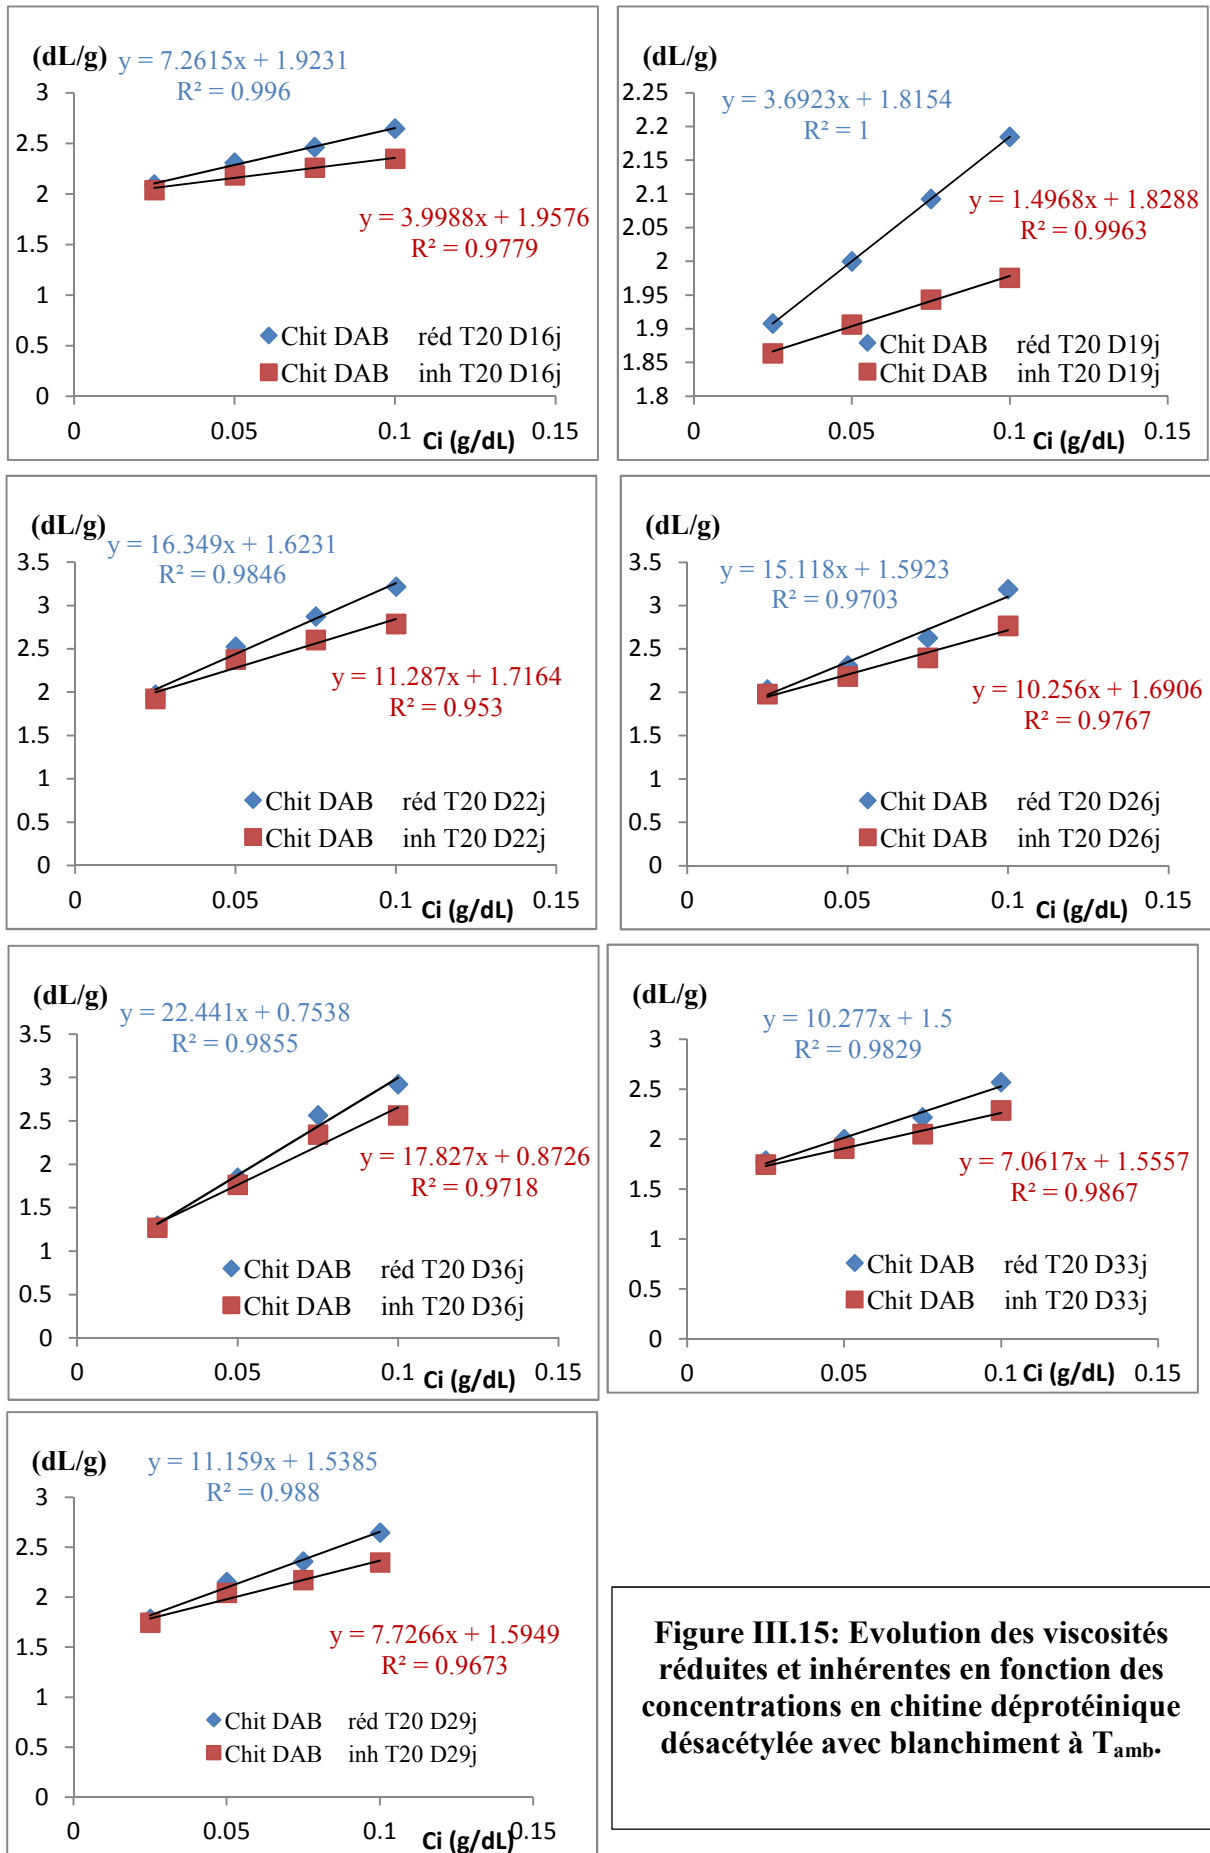 (dL/g)
y = 7.2615x + 1.9231
R² = 0.996
3
2.5
2
1.5
1
0.5
0
y = 3.9988x + 1.9576
R² = 0.9779
Chit DAB réd T20 D16j
Chit DAB inh T20 D16j
0 0.05 0.1 0.15
Ci (g/dL)
(dL/g)
y = 3.6923x + 1.8154
R² = 1
2.25
2.2
2.15
2.1
2.05
2
1.95
1.9
1.85
1.8
y = 1.4968x + 1.8288
R² = 0.9963
Chit DAB réd T20 D19j
Chit DAB inh T20 D19j
0 0.05 0.1 0.15
Ci (g/dL)
(dL/g)
y = 16.349x + 1.6231
R² = 0.9846
3.5
3
2.5
2
1.5
1
0.5
0
y = 11.287x + 1.7164
R² = 0.953
Chit DAB réd T20 D22j
Chit DAB inh T20 D22j
0 0.05 0.1 0.15
Ci (g/dL)
(dL/g)
y = 15.118x + 1.5923
R² = 0.9703
3.5
3
2.5
2
1.5
1
0.5
0
y = 10.256x + 1.6906
R² = 0.9767
Chit DAB réd T20 D26j
Chit DAB inh T20 D26j
0 0.05 0.1 0.15
Ci (g/dL)
(dL/g)
y = 22.441x + 0.7538
R² = 0.9855
3.5
3
2.5
2
1.5
1
0.5
0
y = 17.827x + 0.8726
R² = 0.9718
Chit DAB réd T20 D36j
Chit DAB inh T20 D36j
0 0.05 0.1 0.15
Ci (g/dL)
(dL/g)
y = 10.277x + 1.5
R² = 0.9829
3
2.5
2
1.5
1
0.5
0
y = 7.0617x + 1.5557
R² = 0.9867
Chit DAB réd T20 D33j
Chit DAB inh T20 D33j
0 0.05 0.1 0.15
Ci (g/dL)
(dL/g)
y = 11.159x + 1.5385
R² = 0.988
3
2.5
2
1.5
1
0.5
0
y = 7.7266x + 1.5949
R² = 0.9673
Chit DAB réd T20 D29j
Chit DAB inh T20 D29j
0 0.05 0.1 0.15
Ci (g/dL)
Figure III.15: Evolution des viscosités
réduites et inhérentes en fonction des
concentrations en chitine déprotéinique
désacétylée avec blanchiment à Tamb.